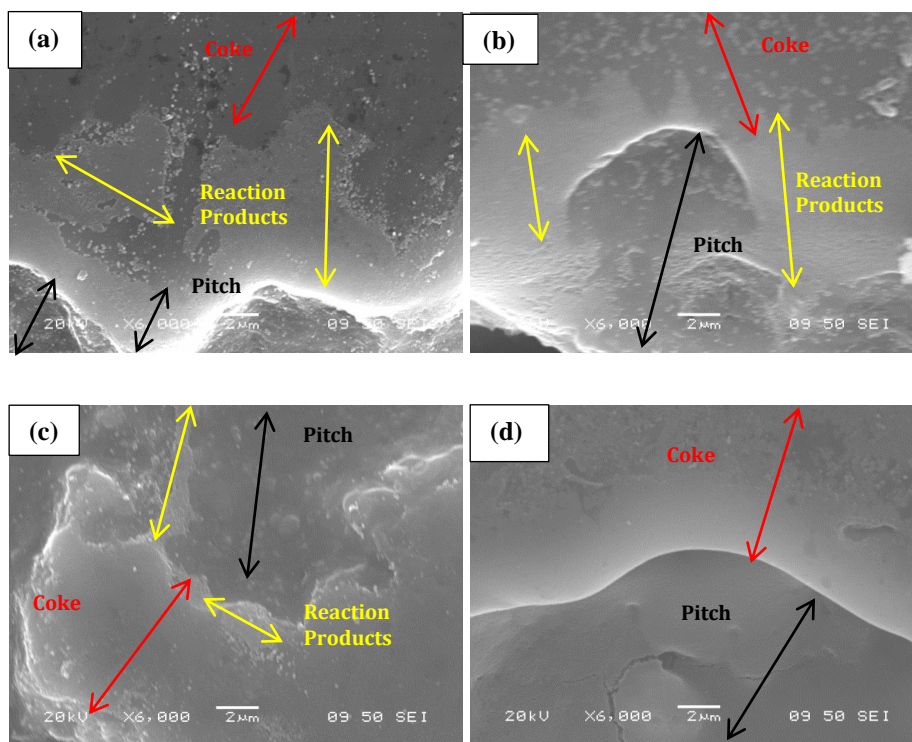 (a)
Coke
Reaction
Products
Pitch
20kV X6,000 2μm 09 50 SEI
(b)
Coke
Reaction
Products
Pitch
20kV X6,000 2μm 09 50 SEI
(c)
Pitch
Coke
Reaction
Products
20kV X6,000 2μm 09 50 SEI
(d)
Coke
Pitch
20kV X6,000 2μm 09 50 SEI